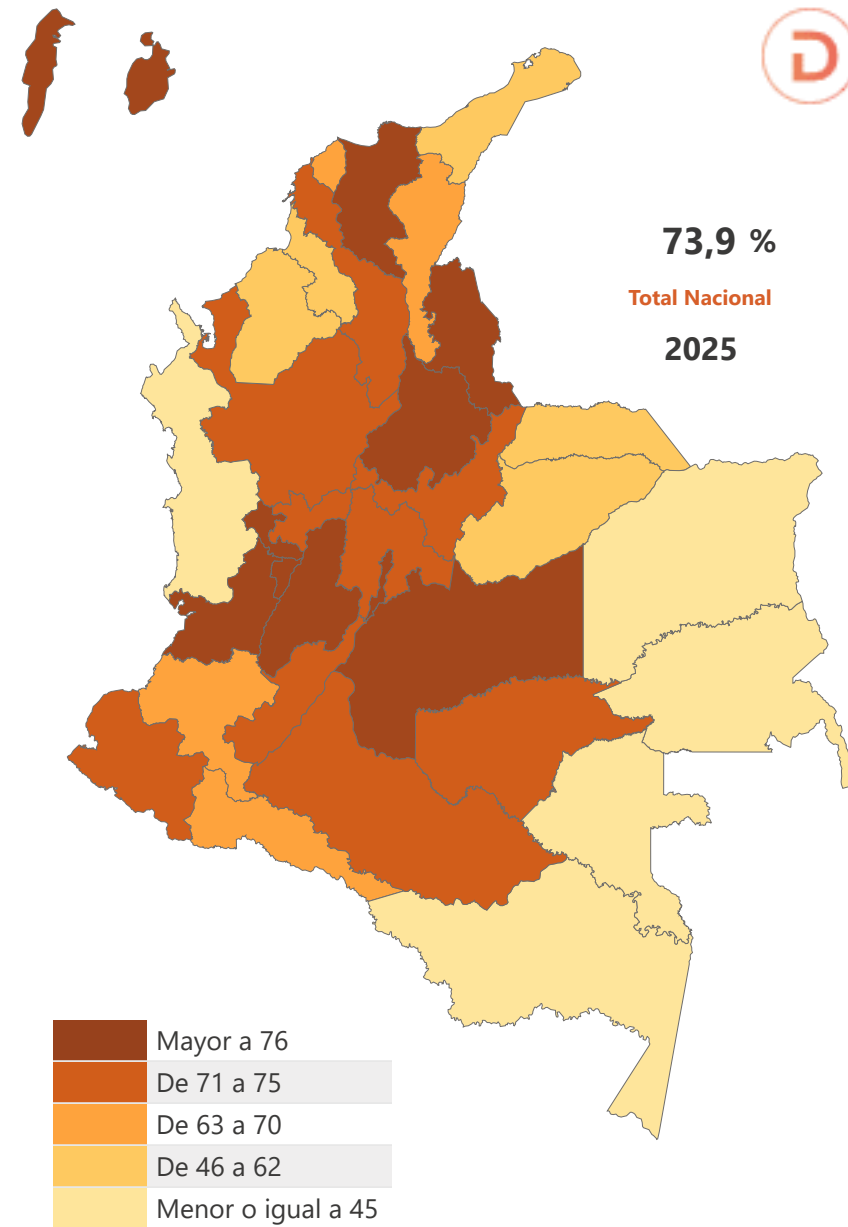 D
73,9 %
Total Nacional
2025
Mayor a 76
De 71 a 75
De 63 a 70
De 46 a 62
Menor o igual a 45